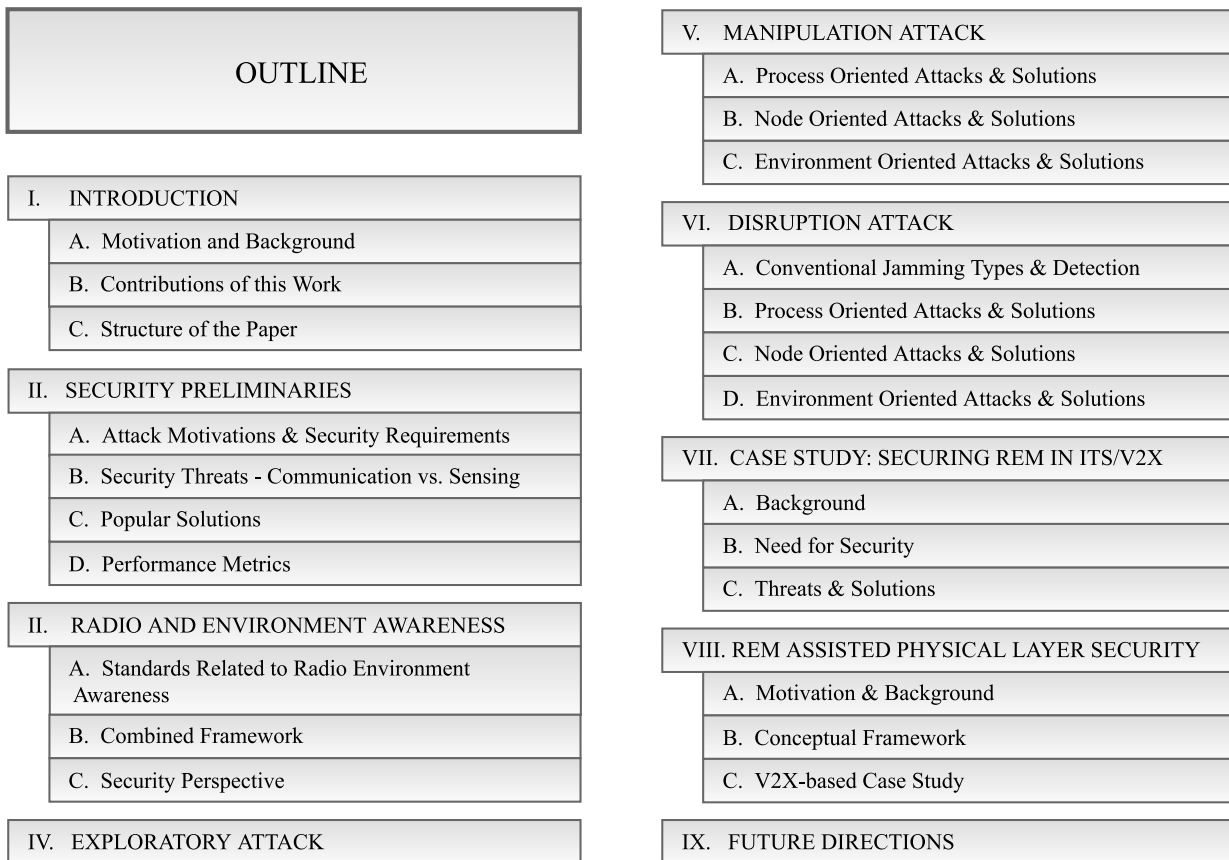 OUTLINE
I. INTRODUCTION
A. Motivation and Background
B. Contributions of this Work
C. Structure of the Paper
II. SECURITY PRELIMINARIES
A. Attack Motivations & Security Requirements
B. Security Threats - Communication vs. Sensing
C. Popular Solutions
D. Performance Metrics
II. RADIO AND ENVIRONMENT AWARENESS
A. Standards Related to Radio Environment
Awareness
B. Combined Framework
C. Security Perspective
IV. EXPLORATORY ATTACK
V. MANIPULATION ATTACK
A. Process Oriented Attacks & Solutions
B. Node Oriented Attacks & Solutions
C. Environment Oriented Attacks & Solutions
VI. DISRUPTION ATTACK
A. Conventional Jamming Types & Detection
B. Process Oriented Attacks & Solutions
C. Node Oriented Attacks & Solutions
D. Environment Oriented Attacks & Solutions
VII. CASE STUDY: SECURING REM IN ITS/V2X
A. Background
B. Need for Security
C. Threats & Solutions
VIII. REM ASSISTED PHYSICAL LAYER SECURITY
A. Motivation & Background
B. Conceptual Framework
C. V2X-based Case Study
IX. FUTURE DIRECTIONS